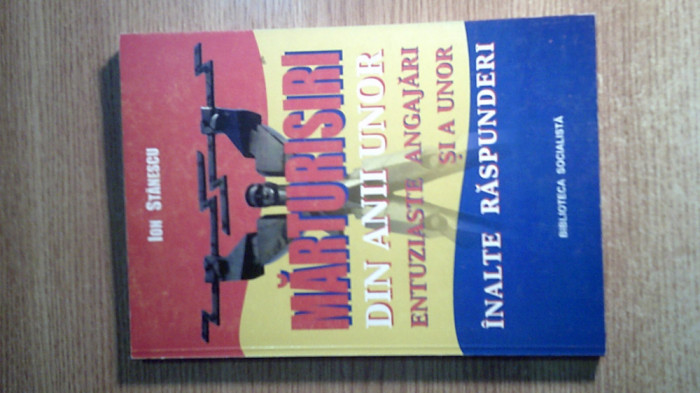 ION STĂNESCU
MĂRTURISIRI
DIN ANII UNOR
ENTUZIASTE ANGAJĂRI
ȘI A UNOR
ÎNALTE RĂSPUNDERI
BIBLIOTECA SOCIALISTĂ